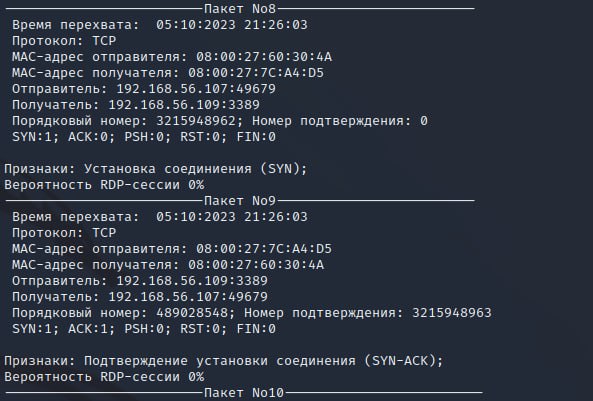 Пакет No8
Время перехвата: 05:10:2023 21:26:03
Протокол: TCP
MAC-адрес отправителя: 08:00:27:60:30:4A
MAC-адрес получателя: 08:00:27:7C:A4:D5
Отправитель: 192.168.56.107:49679
Получатель: 192.168.56.109:3389
Порядковый номер: 3215948962; Номер подтверждения: 0
SYN:1; ACK:0; PSH:0; RST:0; FIN:0
Признаки: Установка соединиения (SYN);
Вероятность RDP-сессии 0%
Пакет No9
Время перехвата: 05:10:2023 21:26:03
Протокол: TCP
MAC-адрес отправителя: 08:00:27:7C:A4:D5
MAC-адрес получателя: 08:00:27:60:30:4A
Отправитель: 192.168.56.109:3389
Получатель: 192.168.56.107:49679
Порядковый номер: 489028548; Номер подтверждения: 3215948963
SYN:1; ACK:1; PSH:0; RST:0; FIN:0
Признаки: Подтверждение установки соединения (SYN-ACK);
Вероятность RDP-сессии 0%
Пакет No10